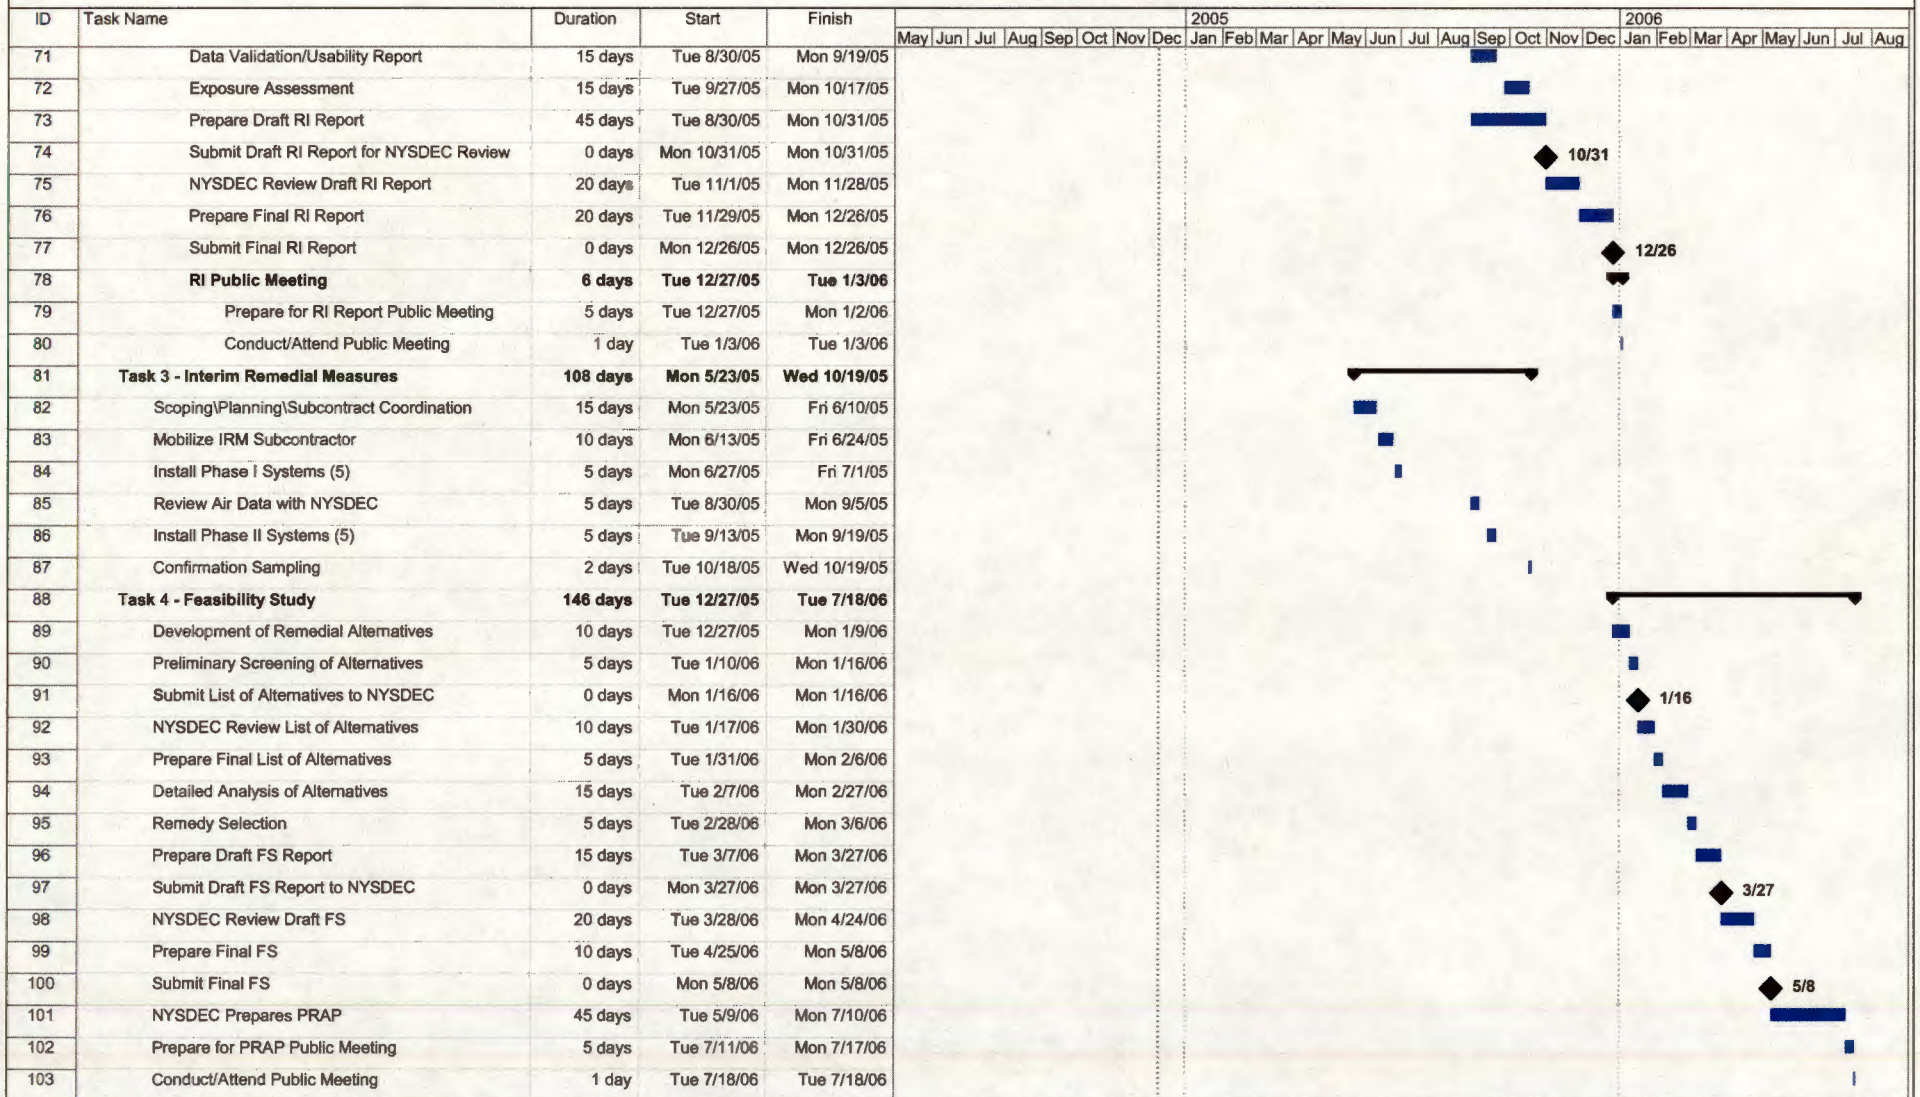 ID Task Name Duration Start Finish 2005 2006
May Jun Jul Aug Sep Oct Nov Dec Jan Feb Mar Apr May Jun Jul Aug Sep Oct Nov Dec Jan Feb Mar Apr May Jun Jul Aug
71 Data Validation/Usability Report 15 days Tue 8/30/05 Mon 9/19/05
72 Exposure Assessment 15 days Tue 9/27/05 Mon 10/17/05
73 Prepare Draft RI Report 45 days Tue 8/30/05 Mon 10/31/05
74 Submit Draft RI Report for NYSDEC Review 0 days Mon 10/31/05 Mon 10/31/05 10/31
75 NYSDEC Review Draft RI Report 20 days Tue 11/1/05 Mon 11/28/05
76 Prepare Final RI Report 20 days Tue 11/29/05 Mon 12/26/05
77 Submit Final RI Report 0 days Mon 12/26/05 Mon 12/26/05 12/26
78 RI Public Meeting 6 days Tue 12/27/05 Tue 1/3/06
79 Prepare for RI Report Public Meeting 5 days Tue 12/27/05 Mon 1/2/06
80 Conduct/Attend Public Meeting 1 day Tue 1/3/06 Tue 1/3/06
81 Task 3 - Interim Remedial Measures 108 days Mon 5/23/05 Wed 10/19/05
82 Scoping\Planning\Subcontract Coordination 15 days Mon 5/23/05 Fri 6/10/05
83 Mobilize IRM Subcontractor 10 days Mon 6/13/05 Fri 6/24/05
84 Install Phase I Systems (5) 5 days Mon 6/27/05 Fri 7/1/05
85 Review Air Data with NYSDEC 5 days Tue 8/30/05 Mon 9/5/05
86 Install Phase II Systems (5) 5 days Tue 9/13/05 Mon 9/19/05
87 Confirmation Sampling 2 days Tue 10/18/05 Wed 10/19/05
88 Task 4 - Feasibility Study 146 days Tue 12/27/05 Tue 7/18/06
89 Development of Remedial Alternatives 10 days Tue 12/27/05 Mon 1/9/06
90 Preliminary Screening of Alternatives 5 days Tue 1/10/06 Mon 1/16/06
91 Submit List of Alternatives to NYSDEC 0 days Mon 1/16/06 Mon 1/16/06 1/16
92 NYSDEC Review List of Alternatives 10 days Tue 1/17/06 Mon 1/30/06
93 Prepare Final List of Alternatives 5 days Tue 1/31/06 Mon 2/6/06
94 Detailed Analysis of Alternatives 15 days Tue 2/7/06 Mon 2/27/06
95 Remedy Selection 5 days Tue 2/28/06 Mon 3/6/06
96 Prepare Draft FS Report 15 days Tue 3/7/06 Mon 3/27/06
97 Submit Draft FS Report to NYSDEC 0 days Mon 3/27/06 Mon 3/27/06 3/27
98 NYSDEC Review Draft FS 20 days Tue 3/28/06 Mon 4/24/06
99 Prepare Final FS 10 days Tue 4/25/06 Mon 5/8/06
100 Submit Final FS 0 days Mon 5/8/06 Mon 5/8/06 5/8
101 NYSDEC Prepares PRAP 45 days Tue 5/9/06 Mon 7/10/06
102 Prepare for PRAP Public Meeting 5 days Tue 7/11/06 Mon 7/17/06
103 Conduct/Attend Public Meeting 1 day Tue 7/18/06 Tue 7/18/06